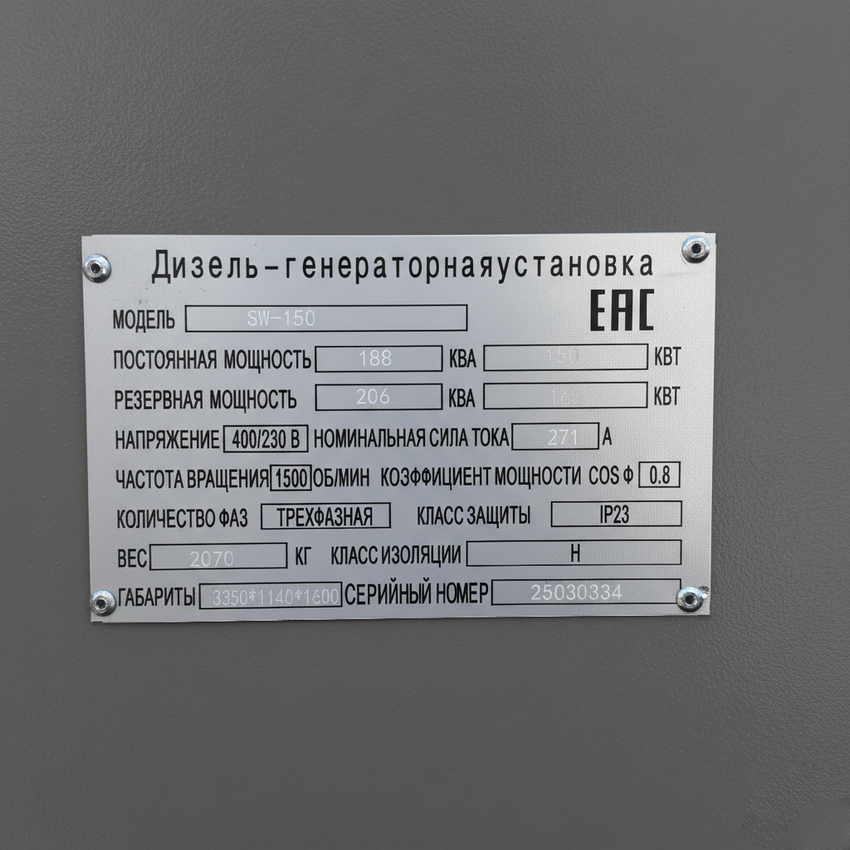 Дизель-генераторнаяустановка
ЕАС
МОДЕЛЬ SW-150
ПОСТОЯННАЯ МОЩНОСТЬ 188 КВА 150 КВТ
РЕЗЕРВНАЯ МОЩНОСТЬ 206 КВА КВТ
НАПРЯЖЕНИЕ 400/230 В НОМИНАЛЬНАЯ СИЛА ТОКА 271 А
ЧАСТОТА ВРАЩЕНИЯ 1500 ОБ/МИН КОЭФФИЦИЕНТ МОЩНОСТИ COS Ф 0.8
КОЛИЧЕСТВО ФАЗ ТРЕХФАЗНАЯ КЛАСС ЗАЩИТЫ IP23
ВЕС 2070 КГ КЛАСС ИЗОЛЯЦИИ H
ГАБАРИТЫ 3350*1140*1600 СЕРИЙНЫЙ НОМЕР 25030334